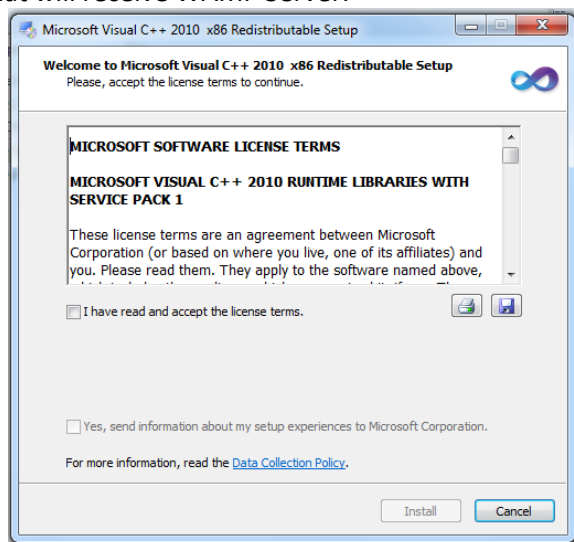 Microsoft Visual C++ 2010 x86 Redistributable Setup
Welcome to Microsoft Visual C++ 2010 x86 Redistributable Setup
Please, accept the license terms to continue.
MICROSOFT SOFTWARE LICENSE TERMS
MICROSOFT VISUAL C++ 2010 RUNTIME LIBRARIES WITH
SERVICE PACK 1
These license terms are an agreement between Microsoft
Corporation (or based on where you live, one of its affiliates) and
you. Please read them. They apply to the software named above,
I have read and accept the license terms.
Yes, send information about my setup experiences to Microsoft Corporation.
For more information, read the Data Collection Policy.
Install Cancel